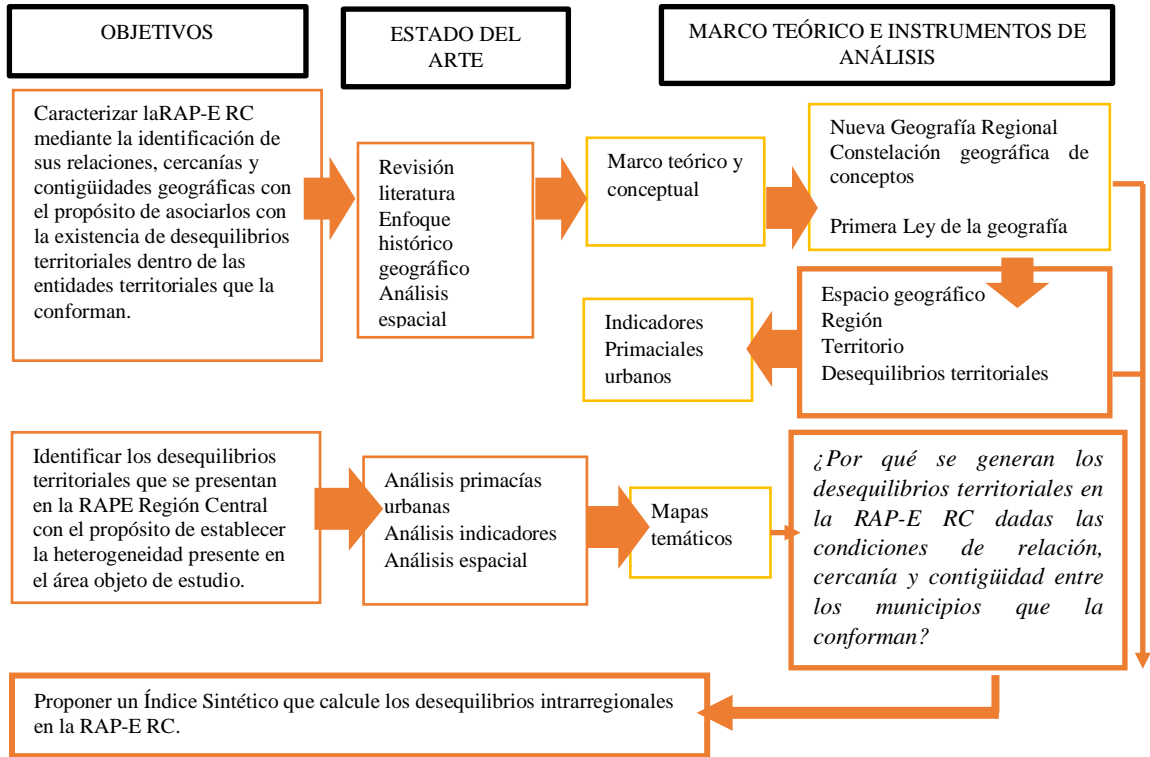 OBJETIVOS
ESTADO DEL
ARTE
MARCO TEÓRICO E INSTRUMENTOS DE
ANÁLISIS
Caracterizar laRAP-E RC
mediante la identificación de
sus relaciones, cercanías y
contigüidades geográficas con
el propósito de asociarlos con
la existencia de desequilibrios
territoriales dentro de las
entidades territoriales que la
conforman.
Revisión
literatura
Enfoque
histórico
geográfico
Análisis
espacial
Marco teórico y
conceptual
Nueva Geografía Regional
Constelación geográfica de
conceptos
Primera Ley de la geografía
Espacio geográfico
Región
Territorio
Desequilibrios territoriales
Indicadores
Primaciales
urbanos
Identificar los desequilibrios
territoriales que se presentan
en la RAPE Región Central
con el propósito de establecer
la heterogeneidad presente en
el área objeto de estudio.
Análisis primacías
urbanas
Análisis indicadores
Análisis espacial
Mapas
temáticos
¿Por qué se generan los
desequilibrios territoriales en
la RAP-E RC dadas las
condiciones de relación,
cercanía y contigüidad entre
los municipios que la
conforman?
Proponer un Índice Sintético que calcule los desequilibrios intrarregionales
en la RAP-E RC.